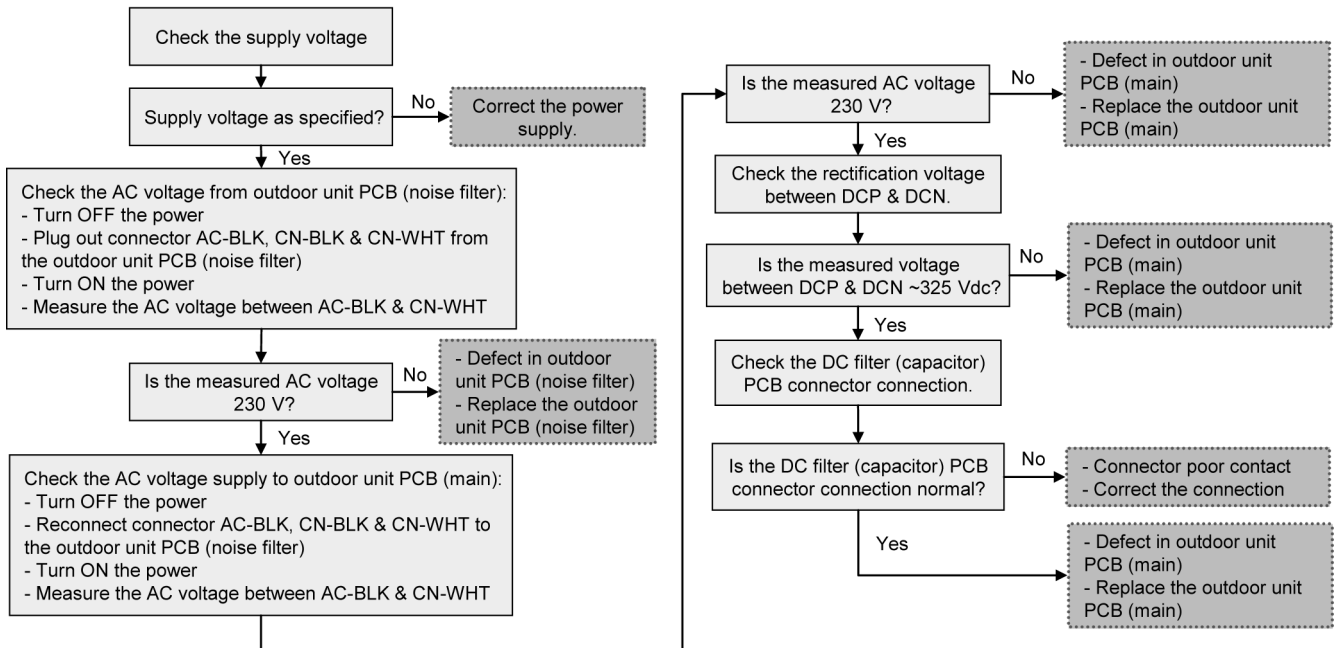 Check the supply voltage
Supply voltage as specified?
No
Correct the power
supply.
Yes
Check the AC voltage from outdoor unit PCB (noise filter):
- Turn OFF the power
- Plug out connector AC-BLK, CN-BLK & CN-WHT from
the outdoor unit PCB (noise filter)
- Turn ON the power
- Measure the AC voltage between AC-BLK & CN-WHT
Is the measured AC voltage
230 V?
No
- Defect in outdoor
unit PCB (noise filter)
- Replace the outdoor
unit PCB (noise filter)
Yes
Check the AC voltage supply to outdoor unit PCB (main):
- Turn OFF the power
- Reconnect connector AC-BLK, CN-BLK & CN-WHT to
the outdoor unit PCB (noise filter)
- Turn ON the power
- Measure the AC voltage between AC-BLK & CN-WHT
Is the measured AC voltage
230 V?
No
- Defect in outdoor unit
PCB (main)
- Replace the outdoor unit
PCB (main)
Yes
Check the rectification voltage
between DCP & DCN.
Is the measured voltage
between DCP & DCN ~325 Vdc?
No
- Defect in outdoor unit
PCB (main)
- Replace the outdoor unit
PCB (main)
Yes
Check the DC filter (capacitor)
PCB connector connection.
Is the DC filter (capacitor) PCB
connector connection normal?
No
- Connector poor contact
- Correct the connection
Yes
- Defect in outdoor unit
PCB (main)
- Replace the outdoor unit
PCB (main)